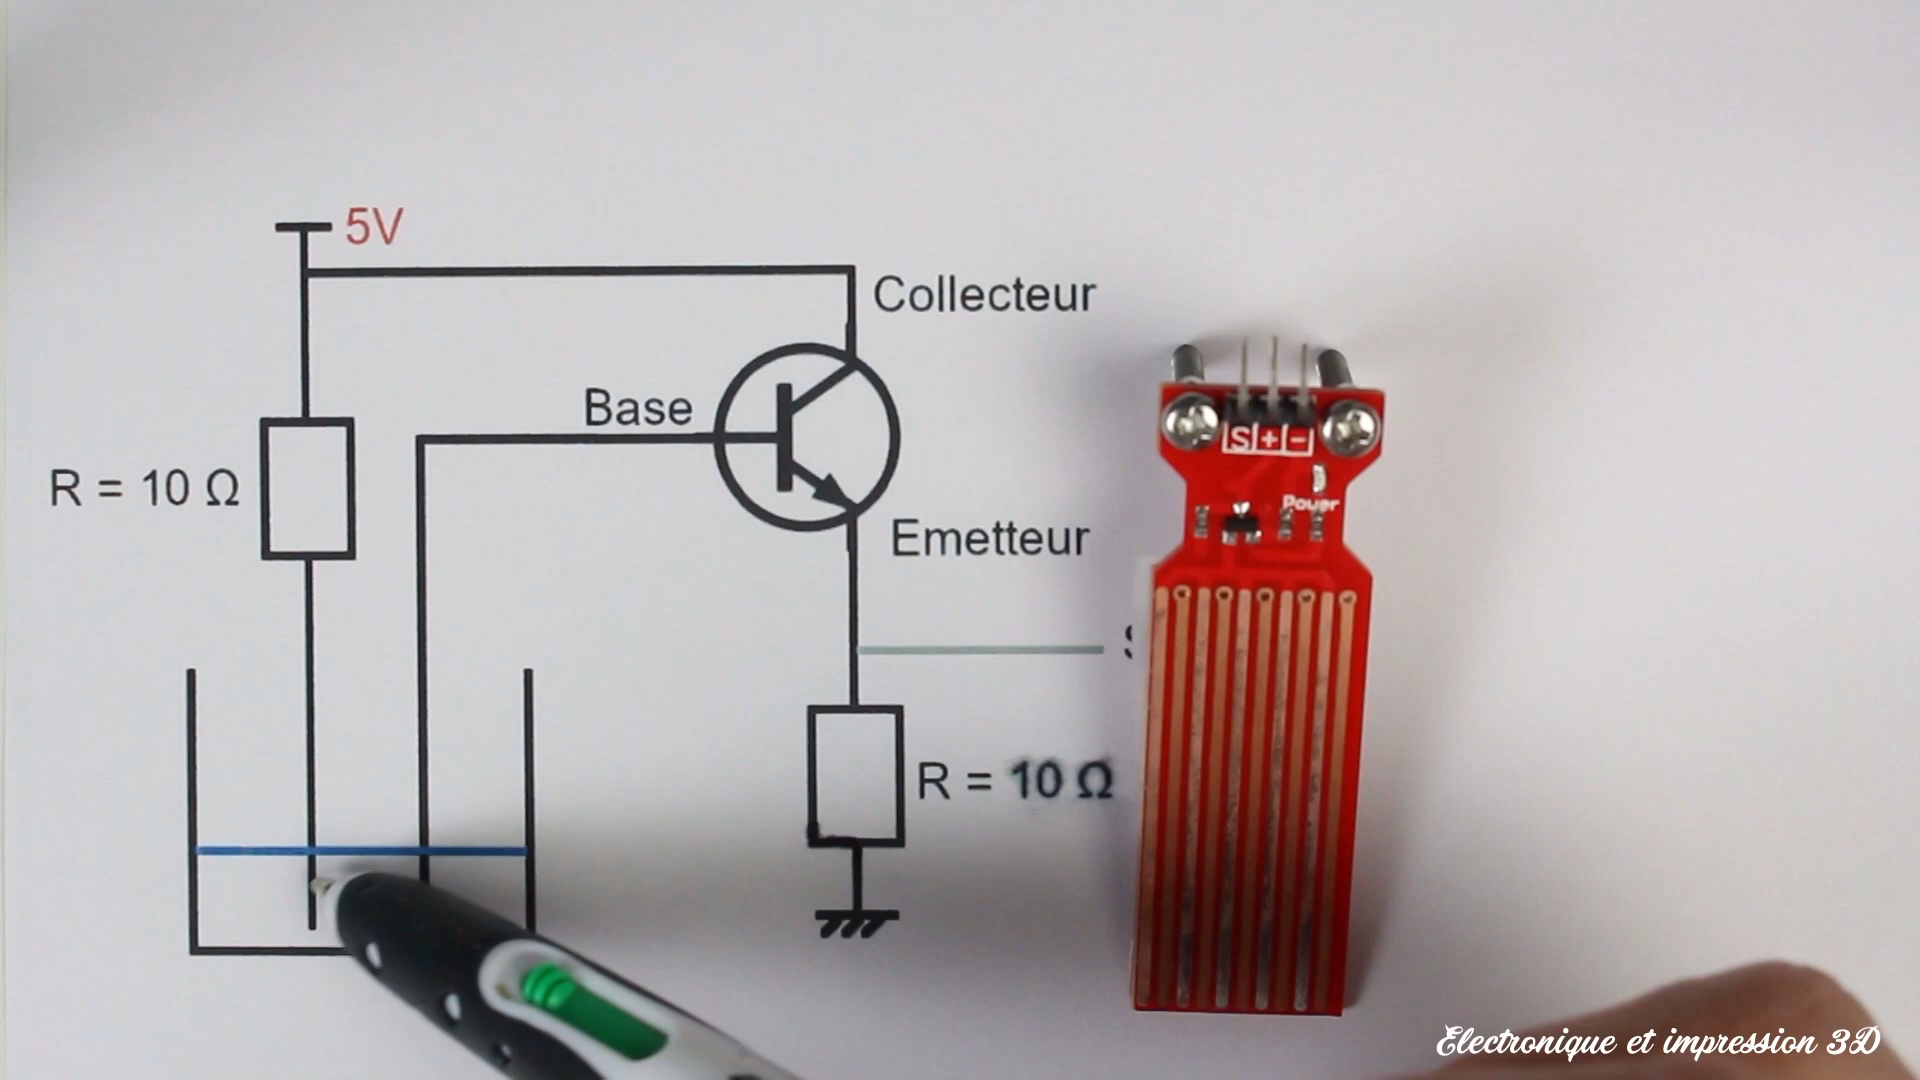 5V
Collecteur
Base
R = 10 Ω
Emetteur
S + -
Power
R = 10 Ω
Electronique et impression 3D